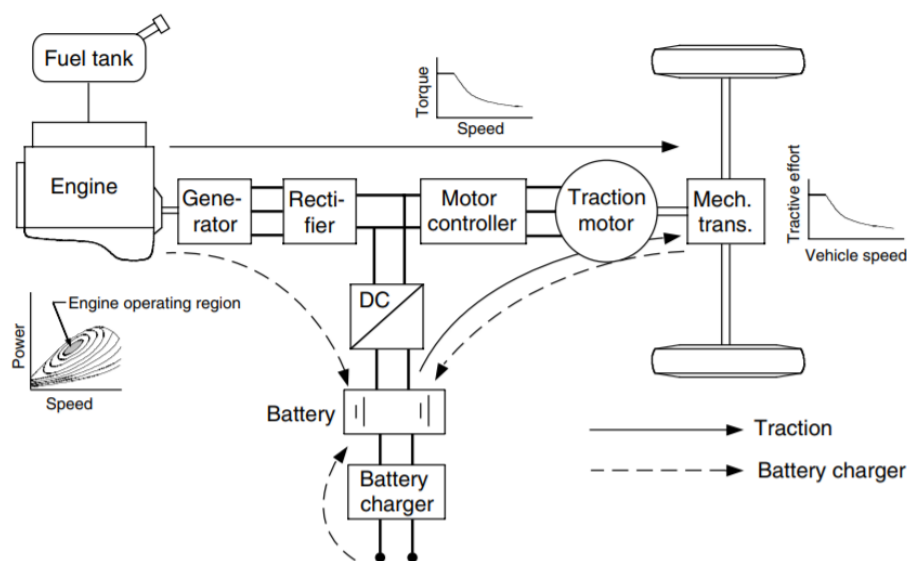 Fuel tank
Torque
Speed
Engine
Gene-
rator
Recti-
fier
Motor
controller
Traction
motor
Mech.
trans.
Tractive effort
Vehicle speed
DC
Engine operating region
Power
Speed
Battery
Traction
Battery charger
Battery
charger